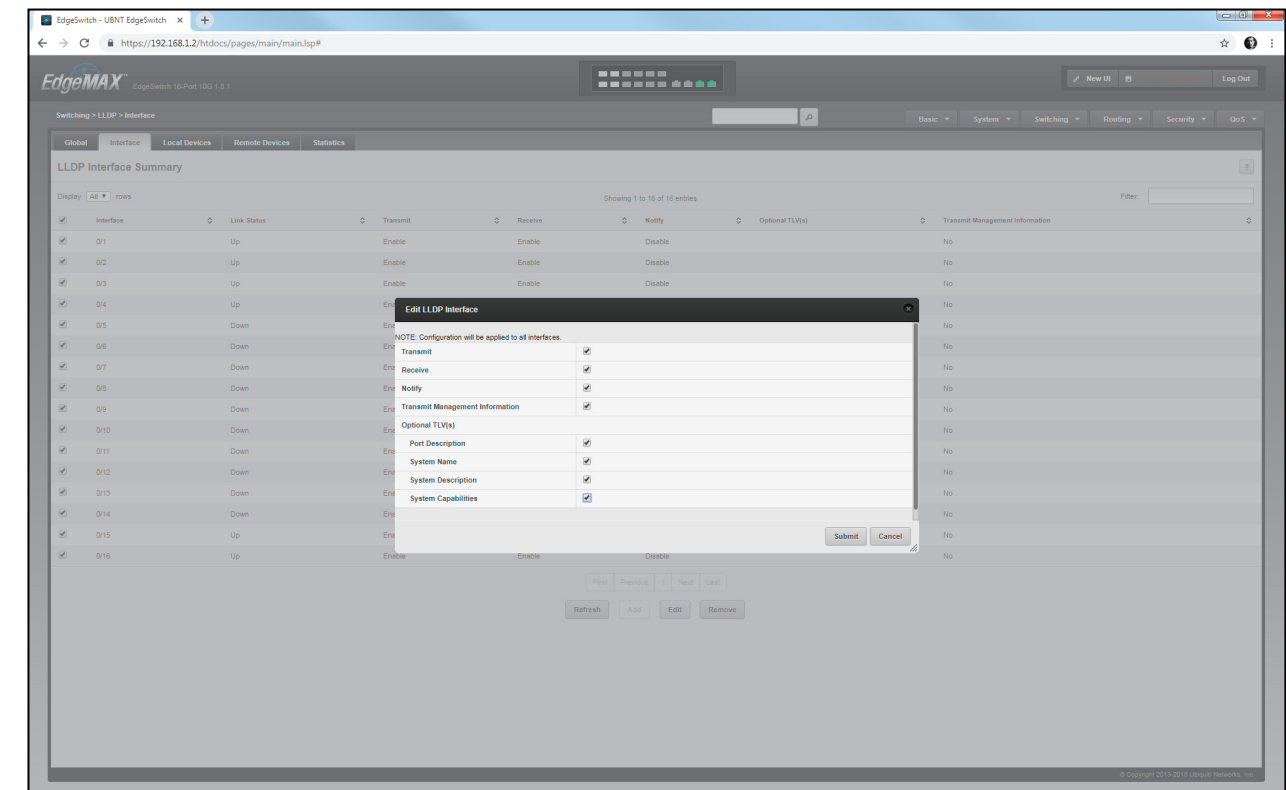 EdgeSwitch - UBNT EdgeSwitch
https://192.168.1.2/htdocs/pages/main/main.lsp#
EdgeMAX™ EdgeSwitch 16-Port 10G 1.8.1
New UI Log Out
Switching > LLDP > Interface
Basic System Switching Routing Security QoS
Global Interface Local Devices Remote Devices Statistics
LLDP Interface Summary
Display All rows Showing 1 to 16 of 16 entries Filter:
Interface Link Status Transmit Receive Notify Optional TLV(s) Transmit Management Information
0/1 Up Enable Enable Disable No
0/2 Up Enable Enable Disable No
0/3 Up Enable Enable Disable No
0/4 Up No
0/5 Down No
0/6 Down No
0/7 Down No
0/8 Down No
0/9 Down No
0/10 Down No
0/11 Down No
0/12 Down No
0/13 Down No
0/14 Down No
0/15 Up No
0/16 Up Enable Enable Disable No
Edit LLDP Interface
NOTE: Configuration will be applied to all interfaces.
Transmit
Receive
Notify
Transmit Management Information
Optional TLV(s)
Port Description
System Name
System Description
System Capabilities
Submit Cancel
First Previous 1 Next Last
Refresh Add Edit Remove
© Copyright 2013-2019 Ubiquiti Networks, Inc.